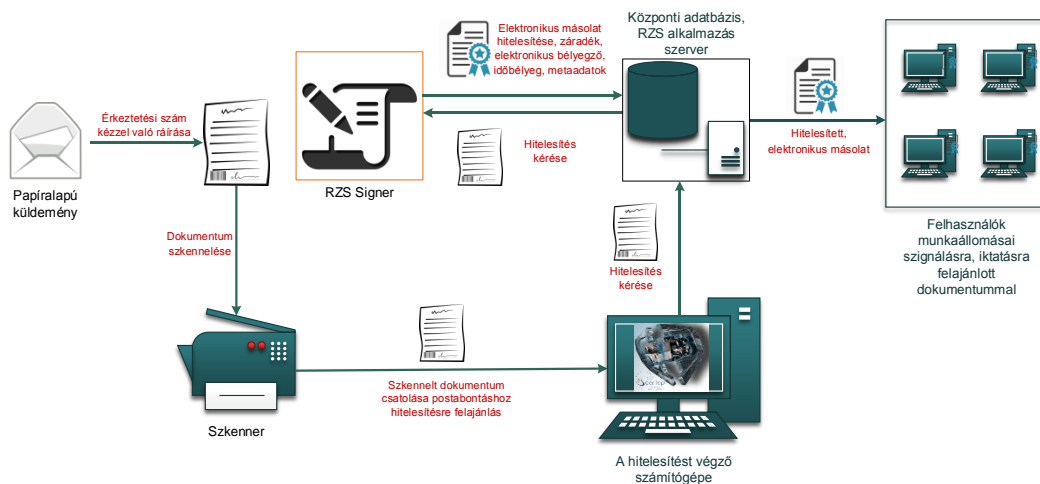 Elektronikus másolat
hitelesítése, záradék,
elektronikus bélyegző,
időbélyeg, metaadatok
Központi adatbázis,
RZS alkalmazás
szerver
Érkeztetési szám
kézzel való ráírása
Hitelesítés
kérése
Hitelesített,
elektronikus másolat
Papíralapú
küldemény
RZS Signer
Dokumentum
szkennelése
Hitelesítés
kérése
Felhasználók
munkaállomásai
szignálásra, iktatásra
felajánlott
dokumentummal
Szkennelt dokumentum
csatolása postabontáshoz
hitelesítésre felajánlás
Szkenner
A hitelesítést végző
számítógépe